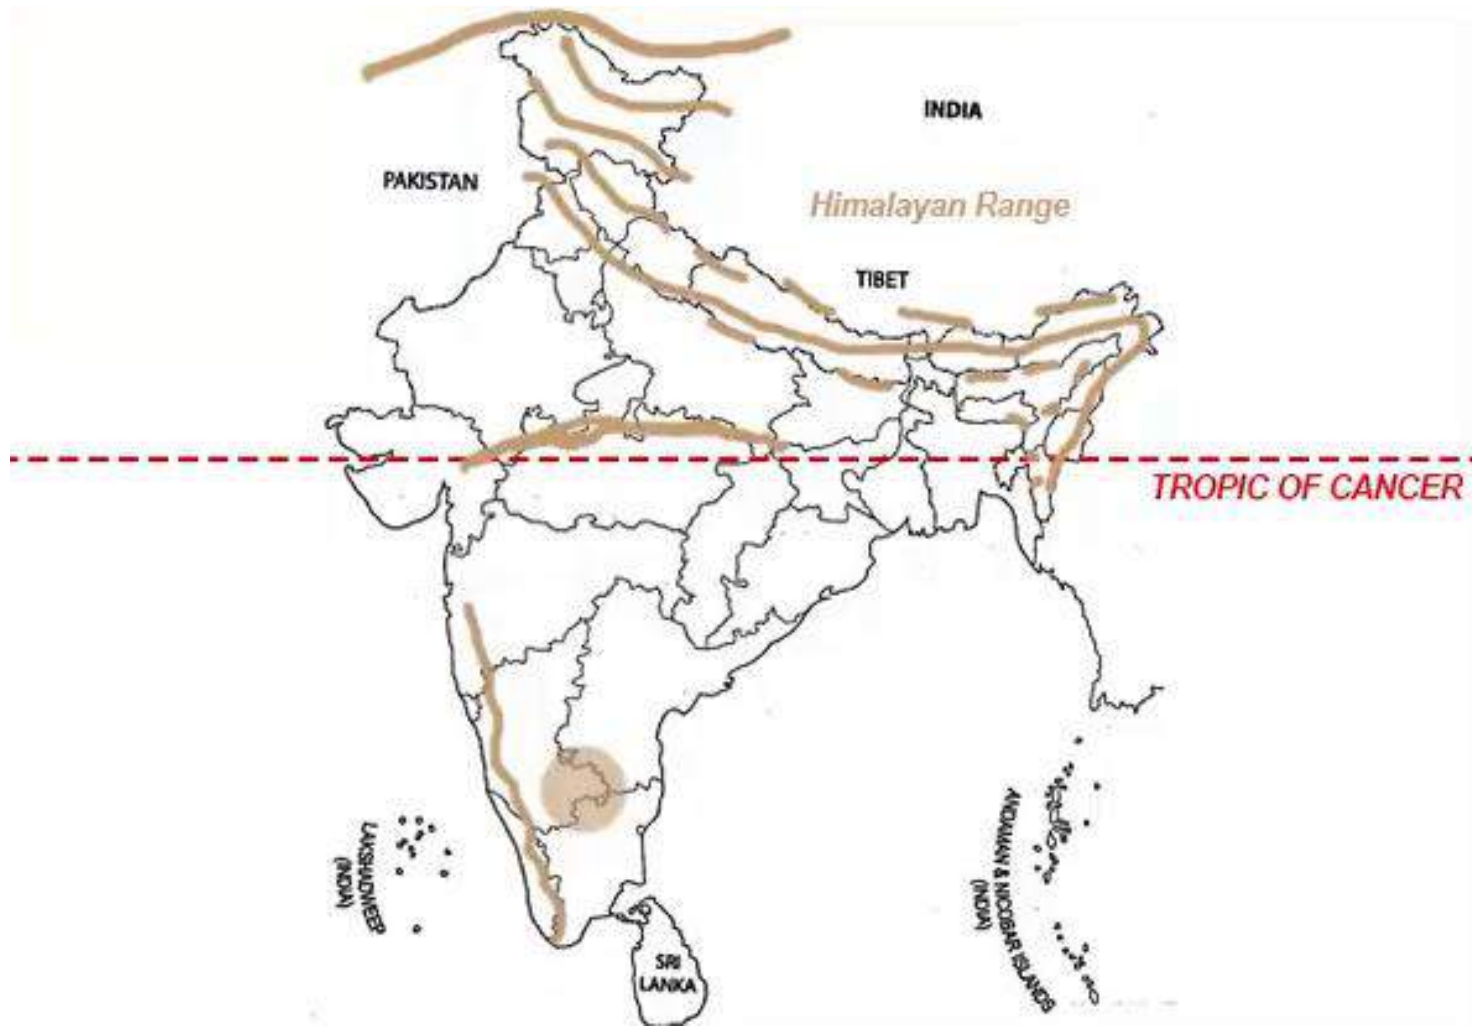 INDIA
PAKISTAN
Himalayan Range
TIBET
TROPIC OF CANCER
LAKSHADWEEP
(INDIA)
ANDAMAN & NICOBAR ISLANDS
(INDIA)
SRI
LANKA